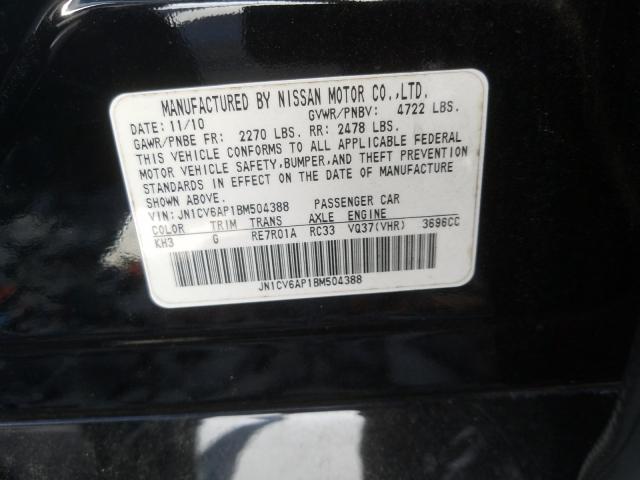 MANUFACTURED BY NISSAN MOTOR CO.,LTD.
DATE: 11/10 GVWR/PNBV: 4722 LBS.
GAWR/PNBE FR: 2270 LBS. RR: 2478 LBS.
THIS VEHICLE CONFORMS TO ALL APPLICABLE FEDERAL
MOTOR VEHICLE SAFETY, BUMPER, AND THEFT PREVENTION
STANDARDS IN EFFECT ON THE DATE OF MANUFACTURE
SHOWN ABOVE.
VIN: JN1CV6AP1BM504388 PASSENGER CAR
COLOR TRIM TRANS AXLE ENGINE
KH3 G RE7R01A RC33 VQ37(VHR) 3696CC
JN1CV6AP1BM504388